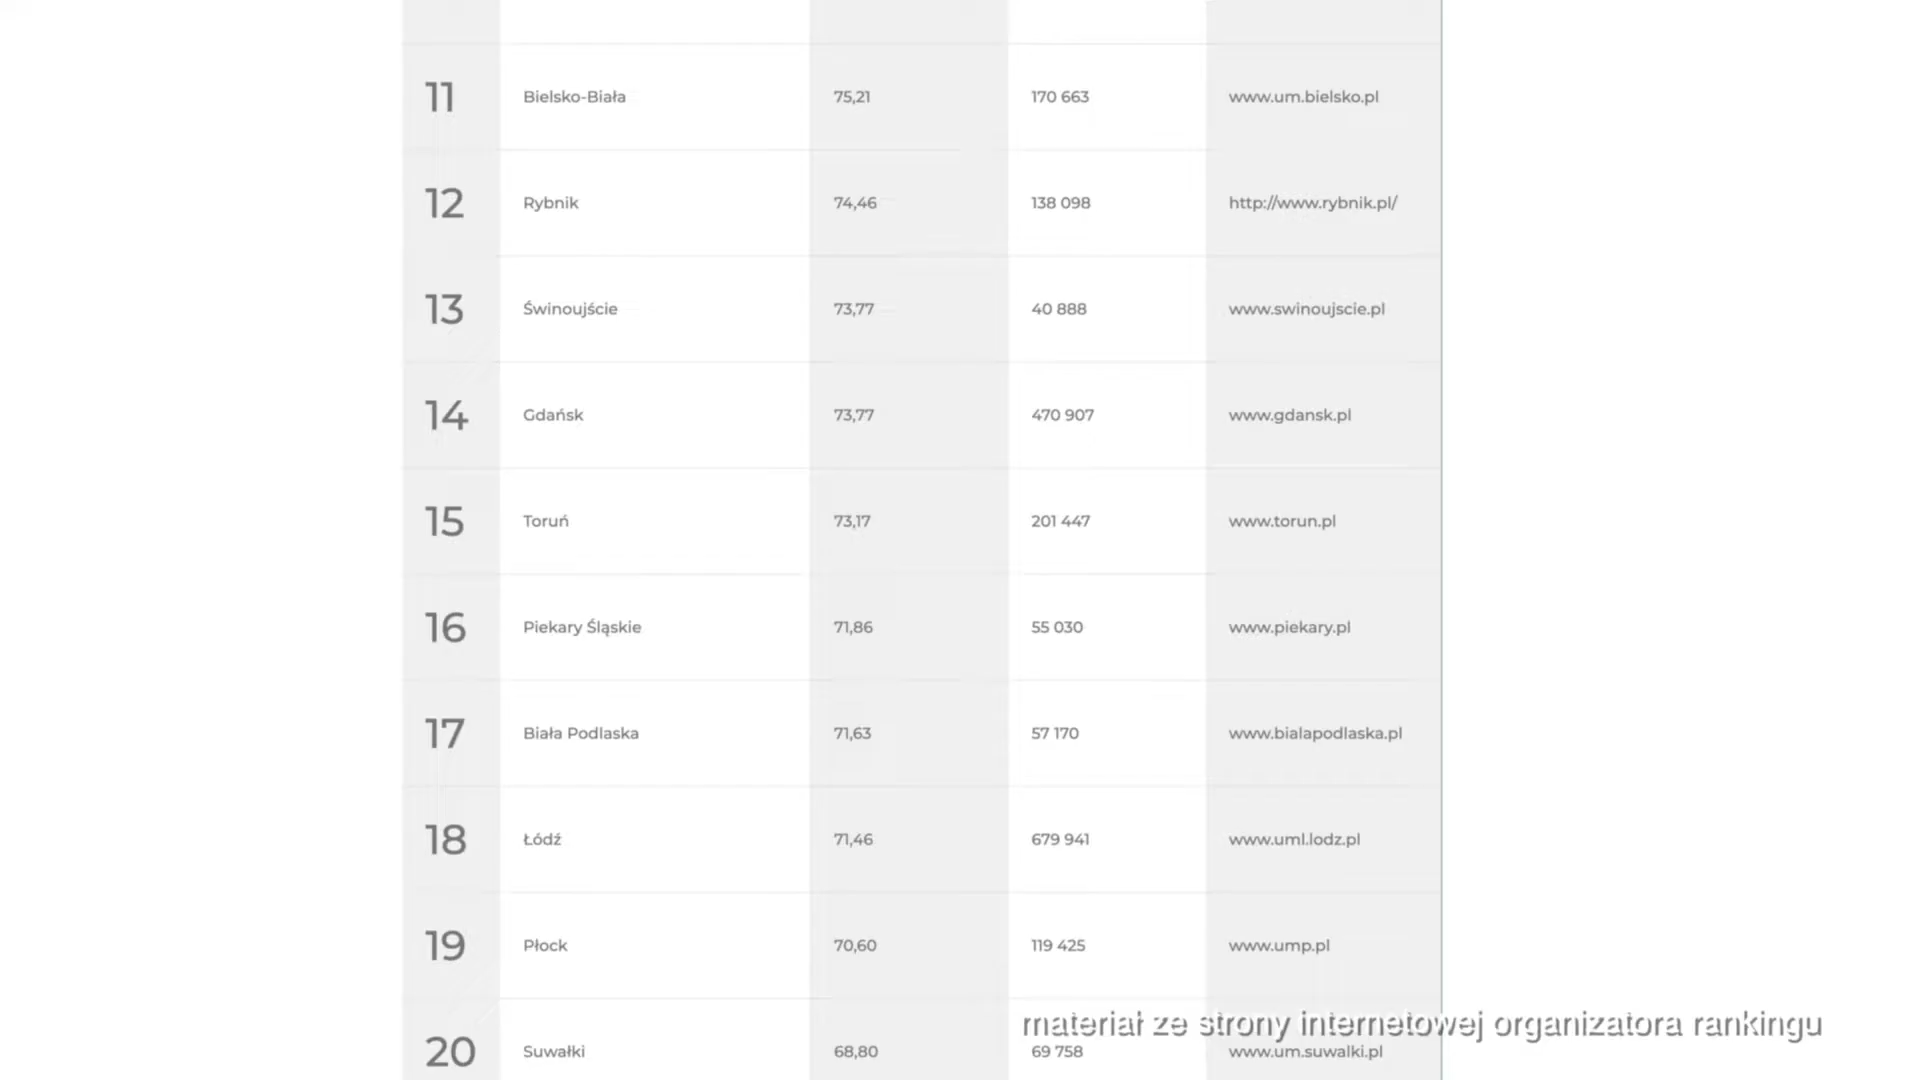 11 Bielsko-Biała 75,21 170 663 www.um.bielsko.pl
12 Rybnik 74,46 138 098 http://www.rybnik.pl/
13 Świnoujście 73,77 40 888 www.swinoujscie.pl
14 Gdańsk 73,77 470 907 www.gdansk.pl
15 Toruń 73,17 201 447 www.torun.pl
16 Piekary Śląskie 71,86 55 030 www.piekary.pl
17 Biała Podlaska 71,63 57 170 www.bialapodlaska.pl
18 Łódź 71,46 679 941 www.uml.lodz.pl
19 Płock 70,60 119 425 www.ump.pl
materiał ze strony internetowej organizatora rankingu
20 Suwałki 68,80 69 758 www.um.suwalki.pl